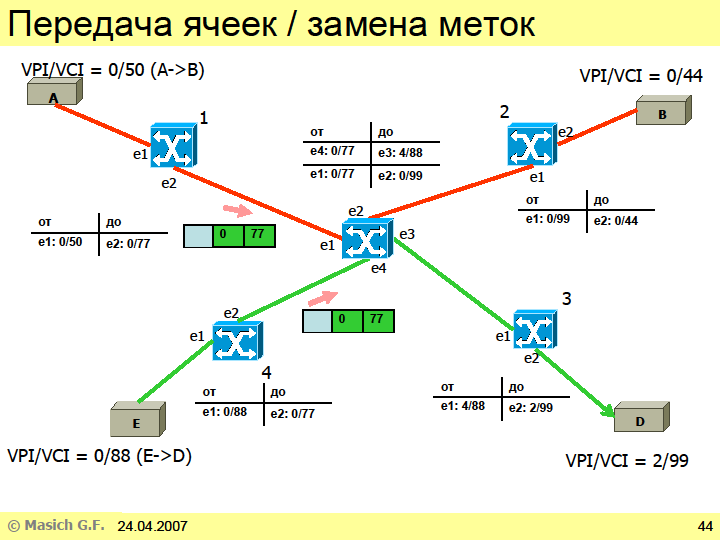 Передача ячеек / замена меток
VPI/VCI = 0/50 (A->B)
VPI/VCI = 0/44
A
B
1
2
от до
e4: 0/77 e3: 4/88
e1: 0/77 e2: 0/99
e2
e1
e2
e1
от до
e1: 0/99 e2: 0/44
от до
e1: 0/50 e2: 0/77
0 77
e2
e1
e3
e4
3
e2
0 77
e1
e1
e2
4
от до
e1: 0/88 e2: 0/77
от до
e1: 4/88 e2: 2/99
E
D
VPI/VCI = 0/88 (E->D)
VPI/VCI = 2/99
© Masich G.F. 24.04.2007 44